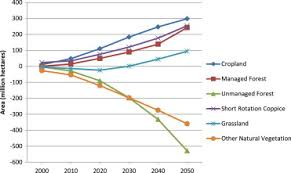 400
300
200
100
0
-100
-200
-300
-400
-500
-600
Area (million hectares)
2000 2010 2020 2030 2040 2050
Cropland
Managed Forest
Unmanaged Forest
Short Rotation Coppice
Grassland
Other Natural Vegetation